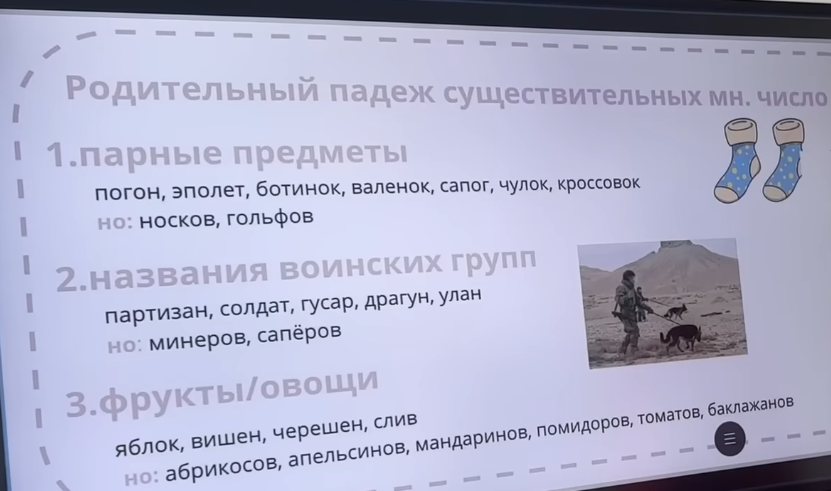 Родительный падеж существительных мн. число
1.парные предметы
погон, эполет, ботинок, валенок, сапог, чулок, кроссовок
но: носков, гольфов
2.названия воинских групп
партизан, солдат, гусар, драгун, улан
но: минеров, сапёров
3.фрукты/овощи
яблок, вишен, черешен, слив
но: абрикосов, апельсинов, мандаринов, помидоров, томатов, баклажанов